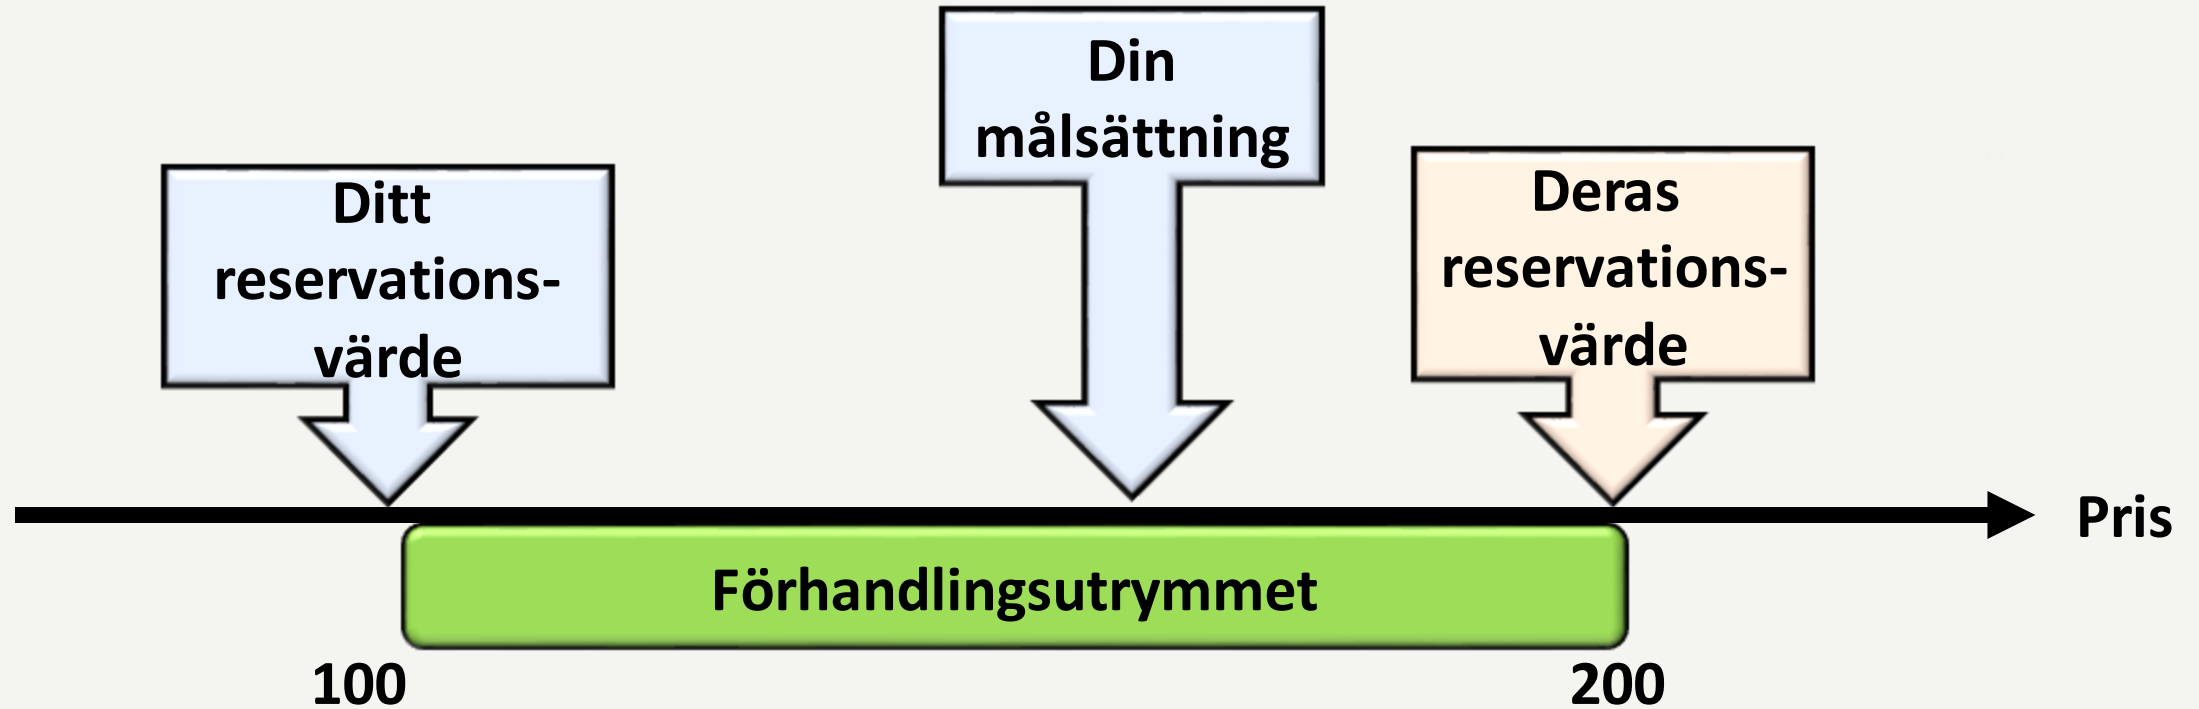 Din
målsättning
Ditt
reservations-
värde
Deras
reservations-
värde
Pris
Förhandlingsutrymmet
100
200